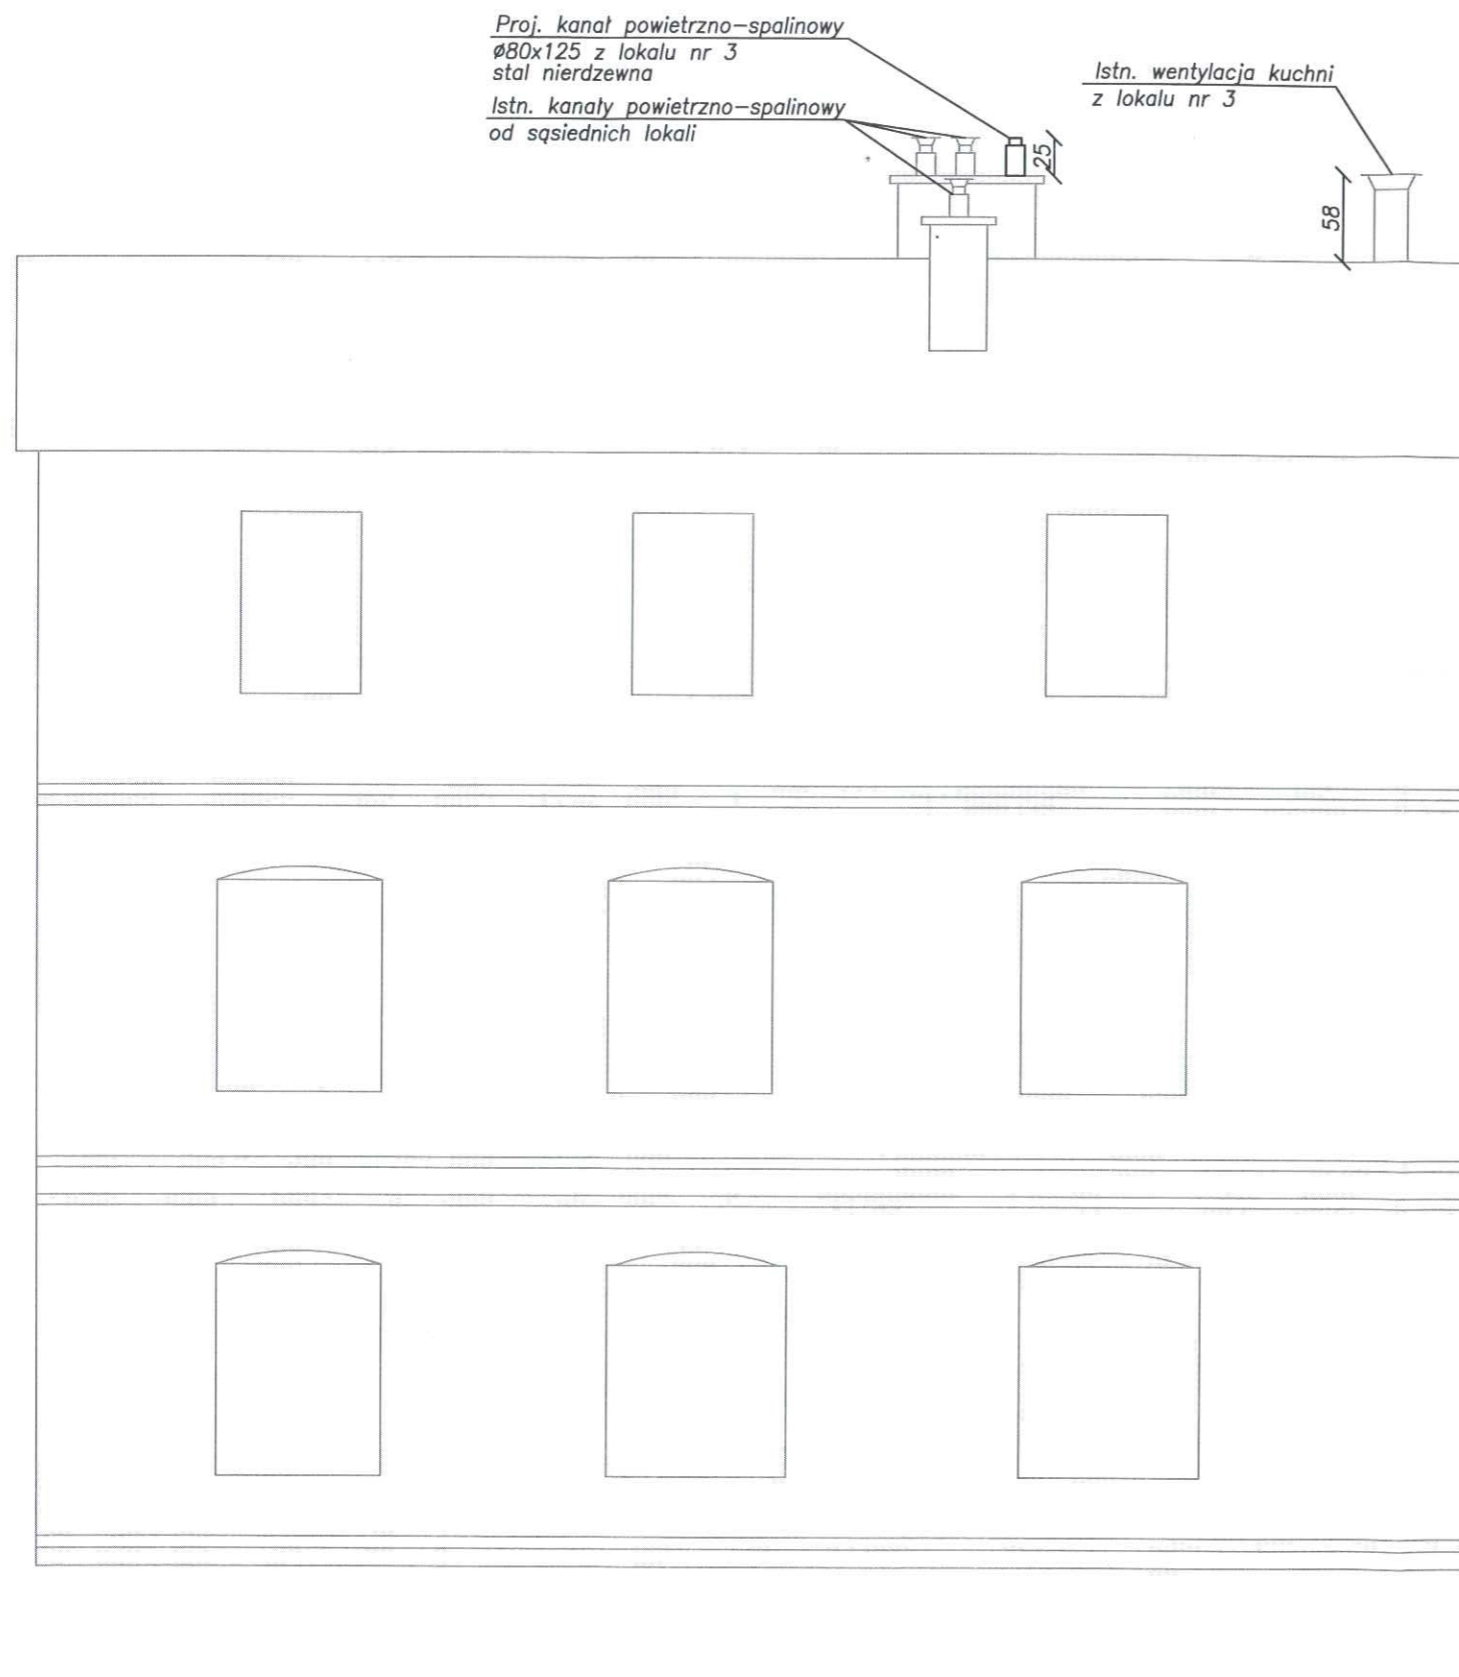 Proj. kanał powietrzno-spalinowy
ø80x125 z lokalu nr 3
stal nierdzewna
Istn. kanały powietrzno-spalinowy
od sąsiednich lokali
Istn. wentylacja kuchni
z lokalu nr 3
25
58